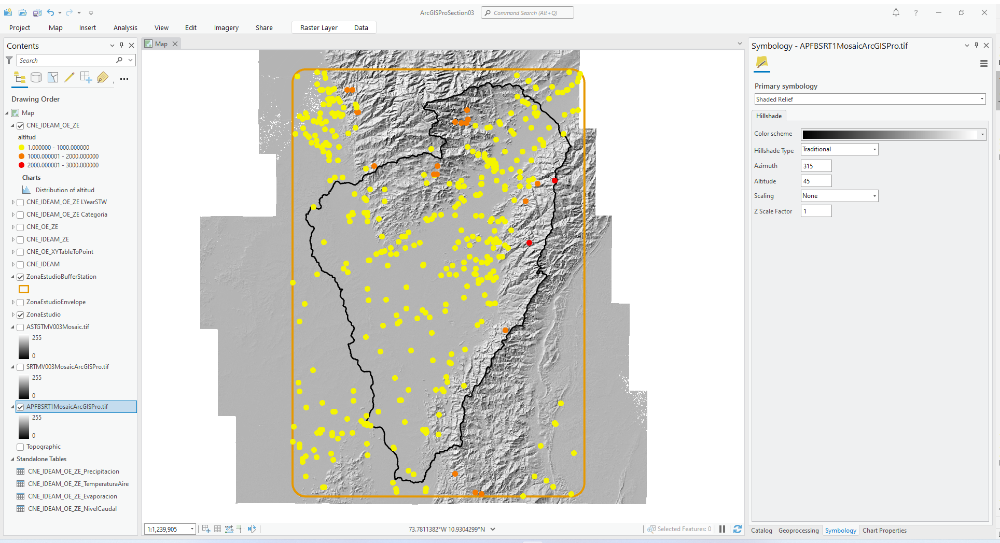 ArcGISProSection03
Command Search (Alt+Q)
?
Project
Map
Insert
Analysis
View
Edit
Imagery
Share
Raster Layer
Data
Contents
Search
Drawing Order
Map
CNE_IDEAM_OE_ZE
altitud
1.000000 - 1000.000000
1000.000001 - 2000.000000
2000.000001 - 3000.000000
Charts
Distribution of altitud
CNE_IDEAM_OE_ZE LYearSTW
CNE_IDEAM_OE_ZE Categoria
CNE_OE_ZE
CNE_IDEAM_ZE
CNE_OE_XYTableToPoint
CNE_IDEAM
ZonaEstudioBufferStation
ZonaEstudioEnvelope
ZonaEstudio
ASTGTMV003Mosaic.tif
255
0
SRTMV003MosaicArcGISPro.tif
255
0
APFBSRT1MosaicArcGISPro.tif
255
0
Topographic
Standalone Tables
CNE_IDEAM_OE_ZE_Precipitacion
CNE_IDEAM_OE_ZE_TemperaturaAire
CNE_IDEAM_OE_ZE_Evaporacion
CNE_IDEAM_OE_ZE_NivelCaudal
Map
1:1,239,905
73.7811382°W 10.9304299°N
Selected Features: 0
Symbology - APFBSRT1MosaicArcGISPro.tif
Primary symbology
Shaded Relief
Hillshade
Color scheme
Hillshade Type Traditional
Azimuth 315
Altitude 45
Scaling None
Z Scale Factor 1
Catalog Geoprocessing Symbology Chart Properties